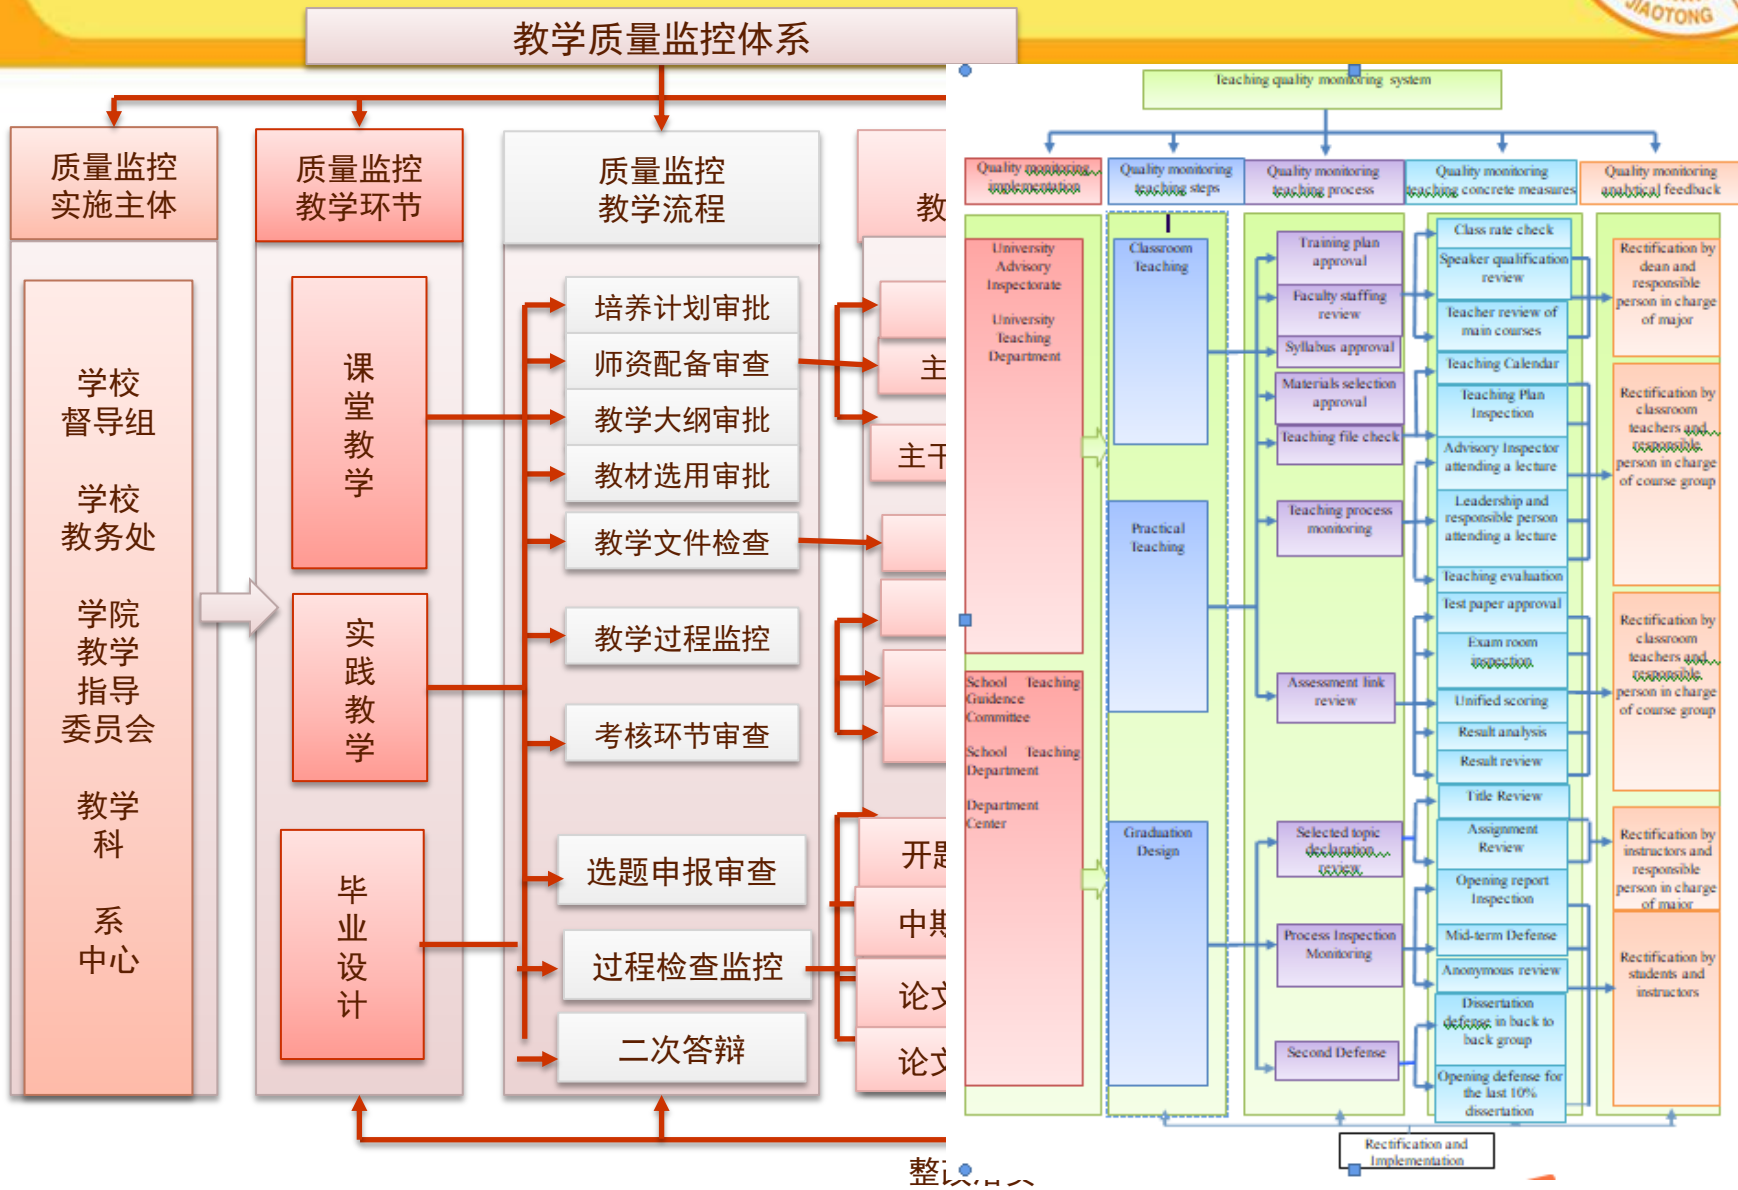 教学质量监控体系
JIAOTONG
质量监控
实施主体
质量监控
教学环节
质量监控
教学流程
教
学校
督导组
学校
教务处
学院
教学
指导
委员会
教学
科
系
中心
课
堂
教
学
实
践
教
学
毕
业
设
计
培养计划审批
师资配备审查
教学大纲审批
教材选用审批
教学文件检查
教学过程监控
考核环节审查
选题申报审查
过程检查监控
二次答辩
主
主干
开题
中期
论文
论文
Teaching quality monitoring system
Quality monitoring
implementation
Quality monitoring
teaching steps
Quality monitoring
teaching process
Quality monitoring
teaching concrete measures
Quality monitoring
analytical feedback
University
Advisory
Inspectorate
University
Teaching
Department
School Teaching
Guidence
Committee
School Teaching
Department
Department
Center
Classroom
Teaching
Practical
Teaching
Graduation
Design
Training plan
approval
Faculty staffing
review
Syllabus approval
Materials selection
approval
Teaching file check
Teaching process
monitoring
Assessment link
review
Selected topic
declaration
review
Process Inspection
Monitoring
Second Defense
Class rate check
Speaker qualification
review
Teacher review of
main courses
Teaching Calendar
Teaching Plan
Inspection
Advisory Inspector
attending a lecture
Leadership and
responsible person
attending a lecture
Teaching evaluation
Test paper approval
Exam room
inspection
Unified scoring
Result analysis
Result review
Title Review
Assignment
Review
Opening report
Inspection
Mid-term Defense
Anonymous review
Dissertation
defense in back to
back group
Opening defense for
the last 10%
dissertation
Rectification by
dean and
responsible
person in charge
of major
Rectification by
classroom
teachers and
responsible
person in charge
of course group
Rectification by
classroom
teachers and
responsible
person in charge
of course group
Rectification by
instructors and
responsible
person in charge
of major
Rectification by
students and
instructors
Rectification and
Implementation